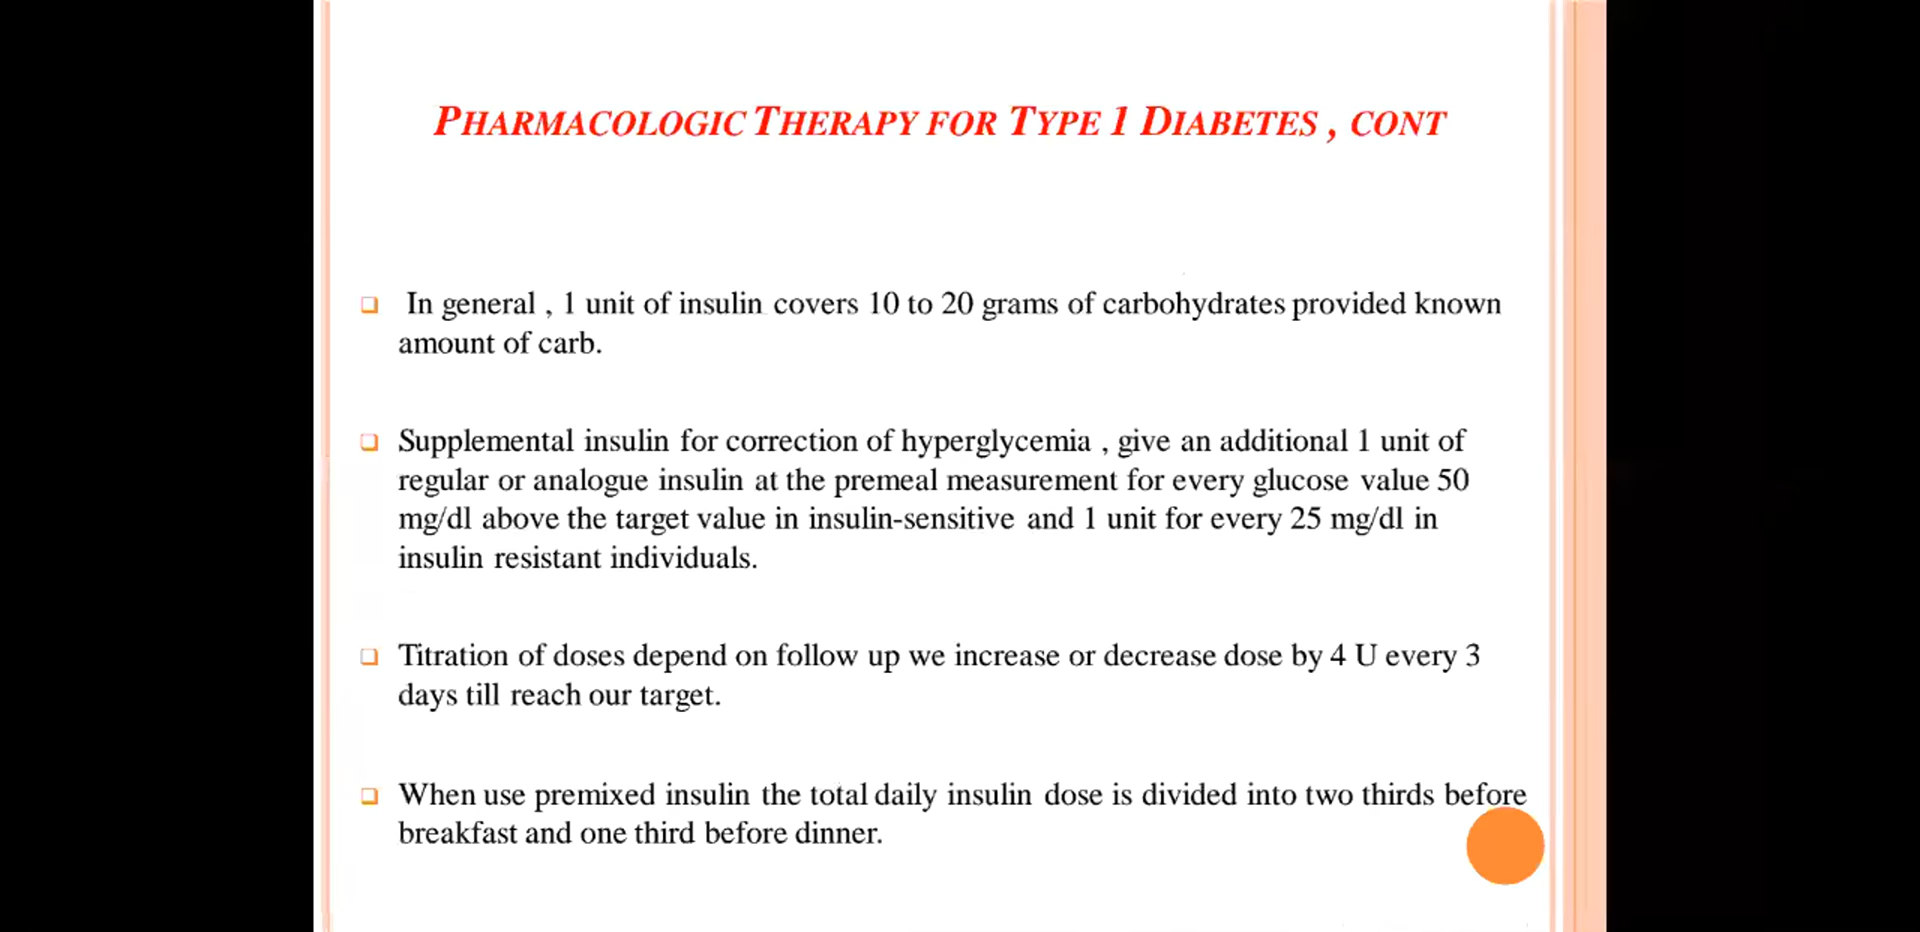 PHARMACOLOGIC THERAPY FOR TYPE 1 DIABETES , CONT
❑ In general , 1 unit of insulin covers 10 to 20 grams of carbohydrates provided known
amount of carb.
❑ Supplemental insulin for correction of hyperglycemia , give an additional 1 unit of
regular or analogue insulin at the premeal measurement for every glucose value 50
mg/dl above the target value in insulin-sensitive and 1 unit for every 25 mg/dl in
insulin resistant individuals.
❑ Titration of doses depend on follow up we increase or decrease dose by 4 U every 3
days till reach our target.
❑ When use premixed insulin the total daily insulin dose is divided into two thirds before
breakfast and one third before dinner.